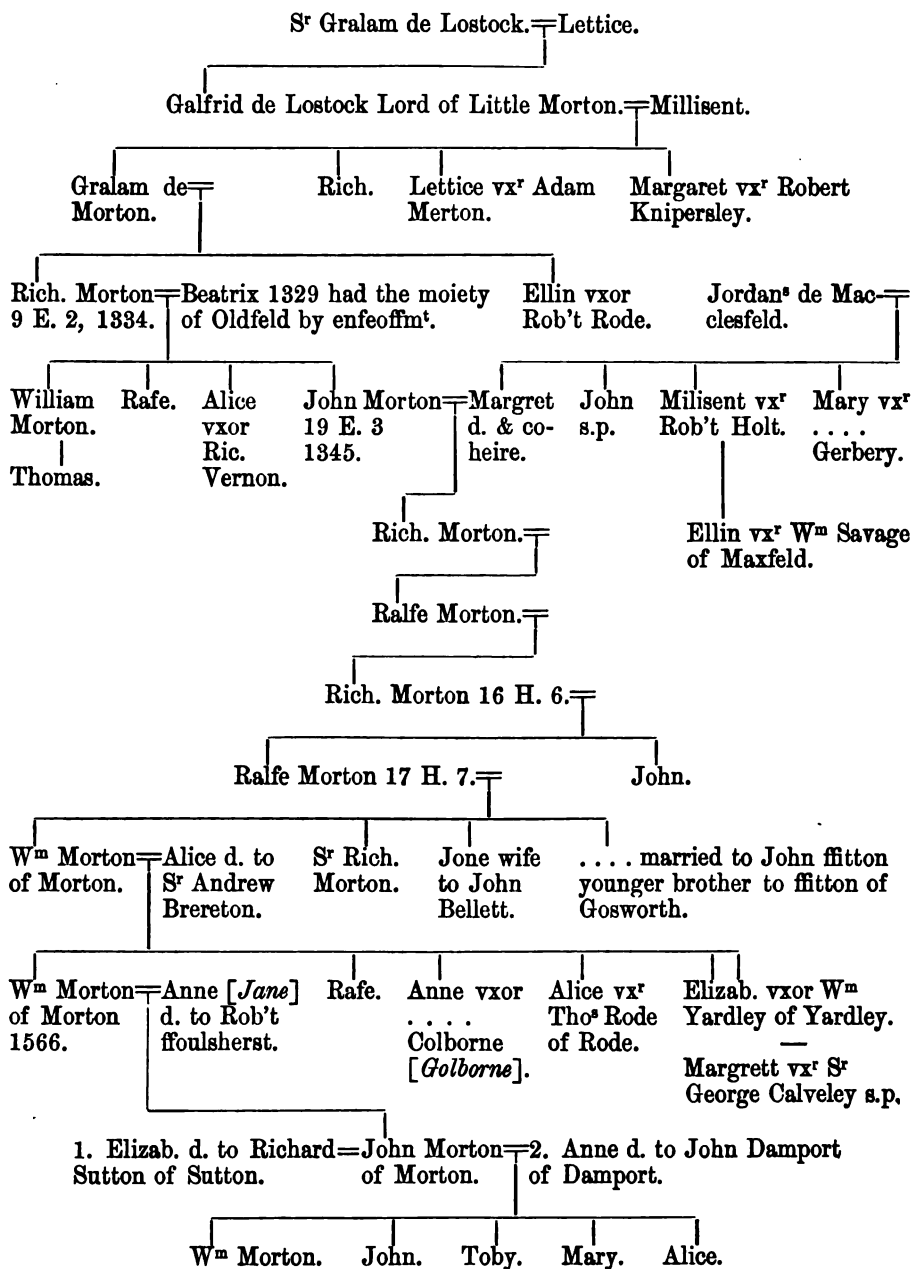 Sʳ Gralam de Lostock.=Lettice.
Galfrid de Lostock Lord of Little Morton.=Millisent.
Gralam de=
Morton.
Rich.
Lettice vxʳ Adam
Merton.
Margaret vxʳ Robert
Knipersley.
Rich. Morton=
9 E. 2, 1334.
Beatrix 1329 had the moiety
of Oldfeld by enfeoffmᵗ.
Ellin vxor
Rob't Rode.
Jordanˢ de Mac-=
clesfeld.
William
Morton.
Thomas.
Rafe.
Alice
vxor
Ric.
Vernon.
John Morton=
19 E. 3
1345.
Margret
d. & co-
heire.
John
s.p.
Milisent vxʳ
Rob't Holt.
Mary vxʳ
. . . .
Gerbery.
Rich. Morton.=
Ellin vxʳ Wᵐ Savage
of Maxfeld.
Ralfe Morton.=
Rich. Morton 16 H. 6.=
Ralfe Morton 17 H. 7.=
John.
Wᵐ Morton=
of Morton.
Alice d. to
Sʳ Andrew
Brereton.
Sʳ Rich.
Morton.
Jone wife
to John
Bellett.
. . . . married to John ffitton
younger brother to ffitton of
Gosworth.
Wᵐ Morton=
of Morton
1566.
Anne [Jane]
d. to Rob't
ffoulsherst.
Rafe.
Anne vxor
. . . .
Colborne
[Golborne].
Alice vxʳ
Thoˢ Rode
of Rode.
Elizab. vxor Wᵐ
Yardley of Yardley.
—
Margrett vxʳ Sʳ
George Calveley s.p.
1. Elizab. d. to Richard=
Sutton of Sutton.
John Morton=
of Morton.
2. Anne d. to John Damport
of Damport.
Wᵐ Morton.
John.
Toby.
Mary.
Alice.